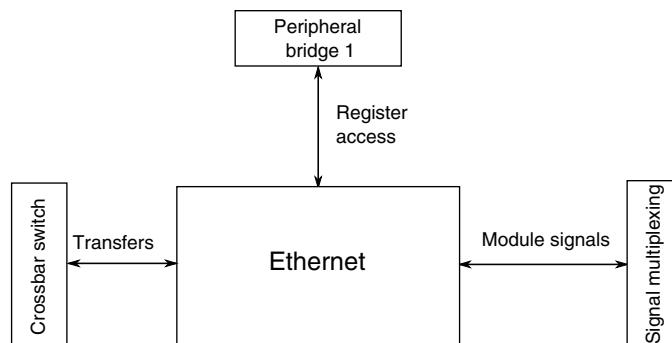 Peripheral
bridge 1
Register
access
Crossbar switch
Transfers
Ethernet
Module signals
Signal multiplexing